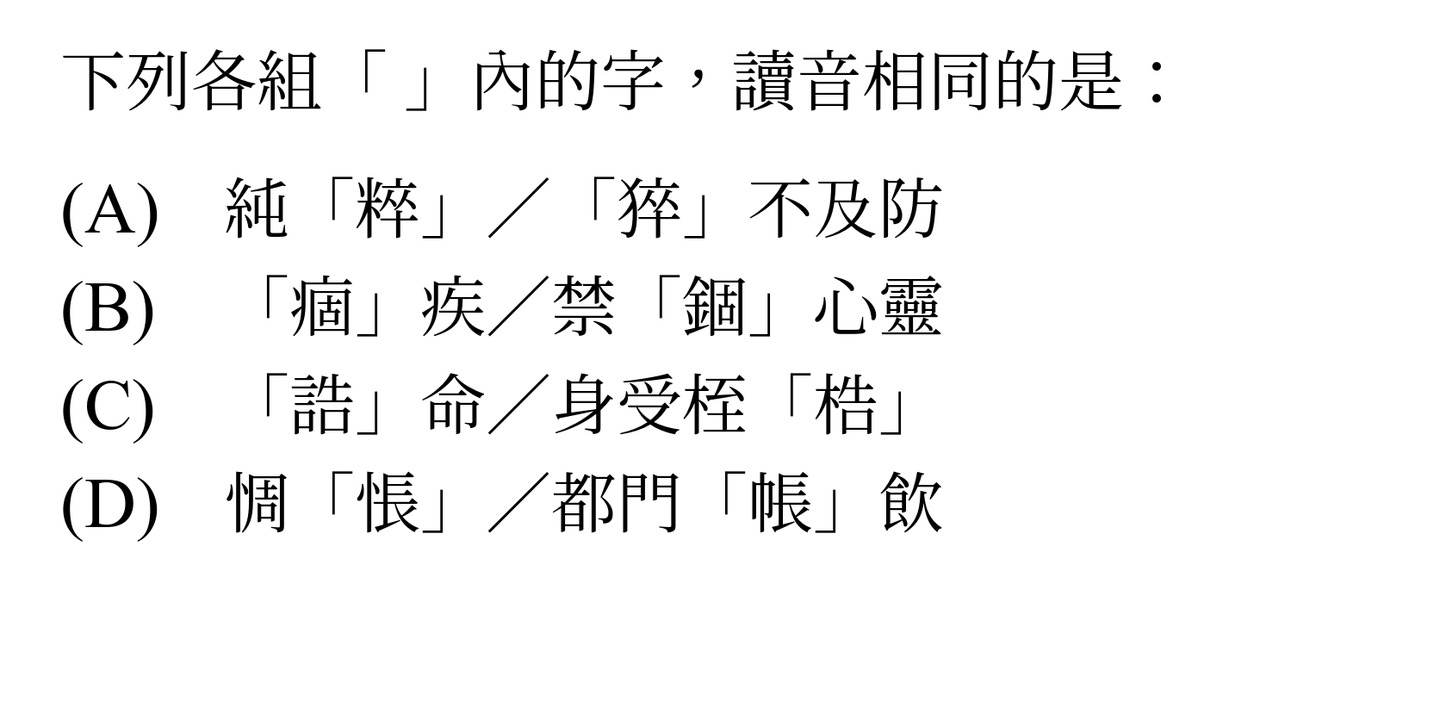 下列各組「 」內的字，讀音相同的是：
(A) 純「粹」／「猝」不及防
(B) 「痼」疾／禁「錮」心靈
(C) 「誥」命／身受桎「梏」
(D) 惆「悵」／都門「帳」飲